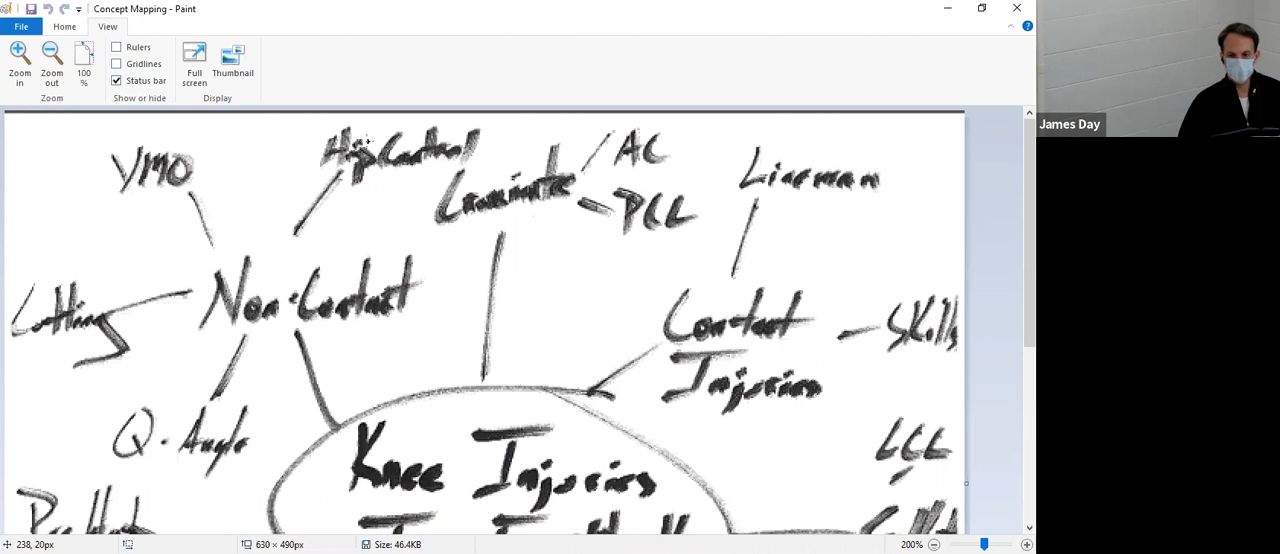 Concept Mapping - Paint
File Home View
Zoom in
Zoom out
100 %
Rulers
Gridlines
Status bar
Full screen
Thumbnail
Zoom
Show or hide
Display
James Day
VMO
Hip Control
AC
PCL
Lineman
Cutting
Non-Contact
Contact
Injuries
Skills
Q-Angle
LCL
Knee Injuries
238, 20px
630 × 490px
Size: 46.4KB
200%